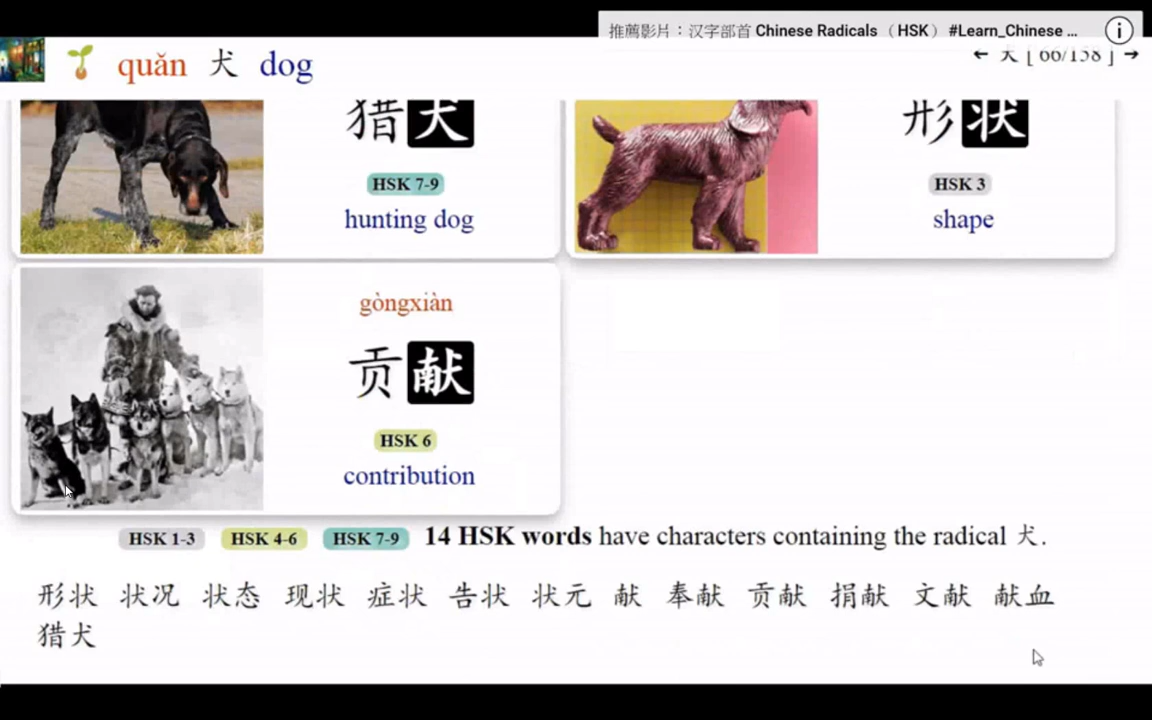 推薦影片：汉字部首 Chinese Radicals （HSK） #Learn_Chinese ...
quǎn 犬 dog
← 犬 [ 66/158 ] →
猎犬
HSK 7-9
hunting dog
形状
HSK 3
shape
gòngxiàn
贡献
HSK 6
contribution
HSK 1-3 HSK 4-6 HSK 7-9 14 HSK words have characters containing the radical 犬.
形状 状况 状态 现状 症状 告状 状元 献 奉献 贡献 捐献 文献 献血
猎犬